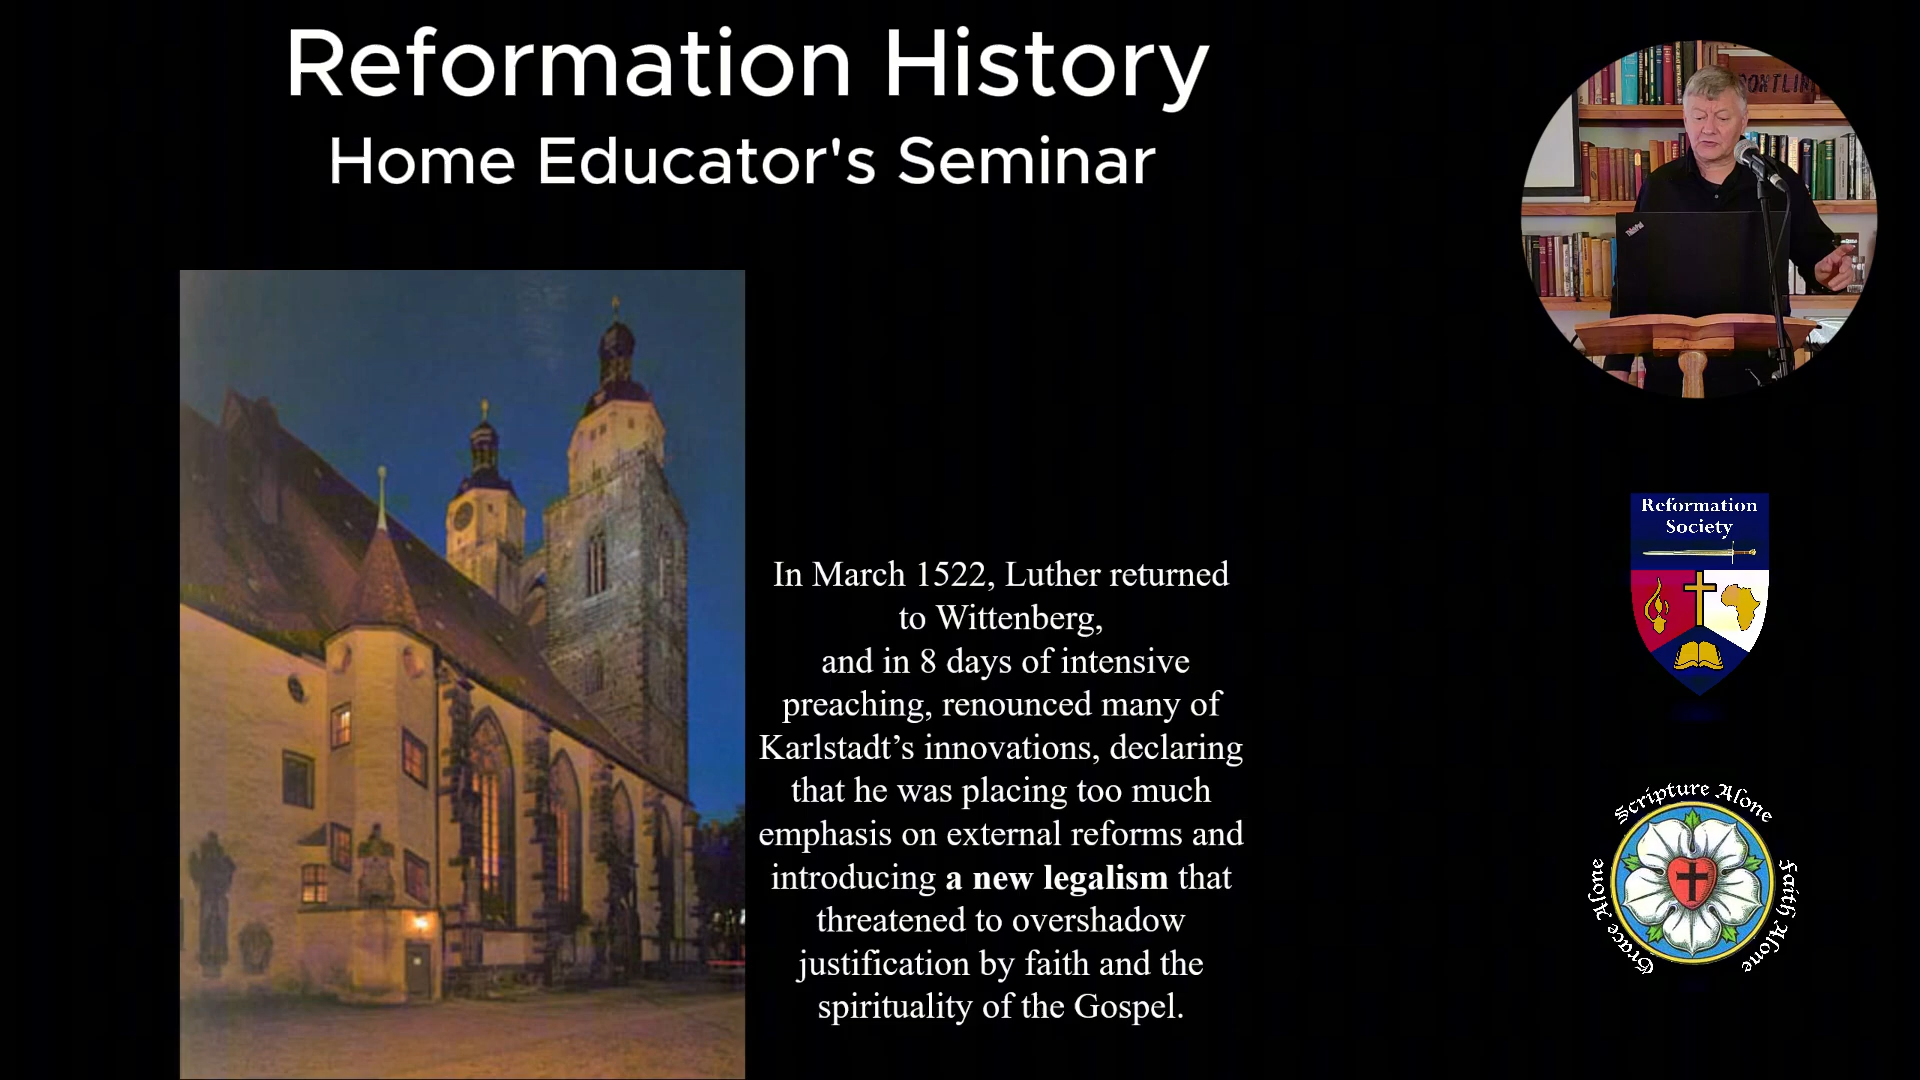 Reformation History
Home Educator's Seminar
In March 1522, Luther returned
to Wittenberg,
and in 8 days of intensive
preaching, renounced many of
Karlstadt’s innovations, declaring
that he was placing too much
emphasis on external reforms and
introducing a new legalism that
threatened to overshadow
justification by faith and the
spirituality of the Gospel.
ThinkPad
Reformation
Society
Scripture Alone
Grace Alone
Faith Alone